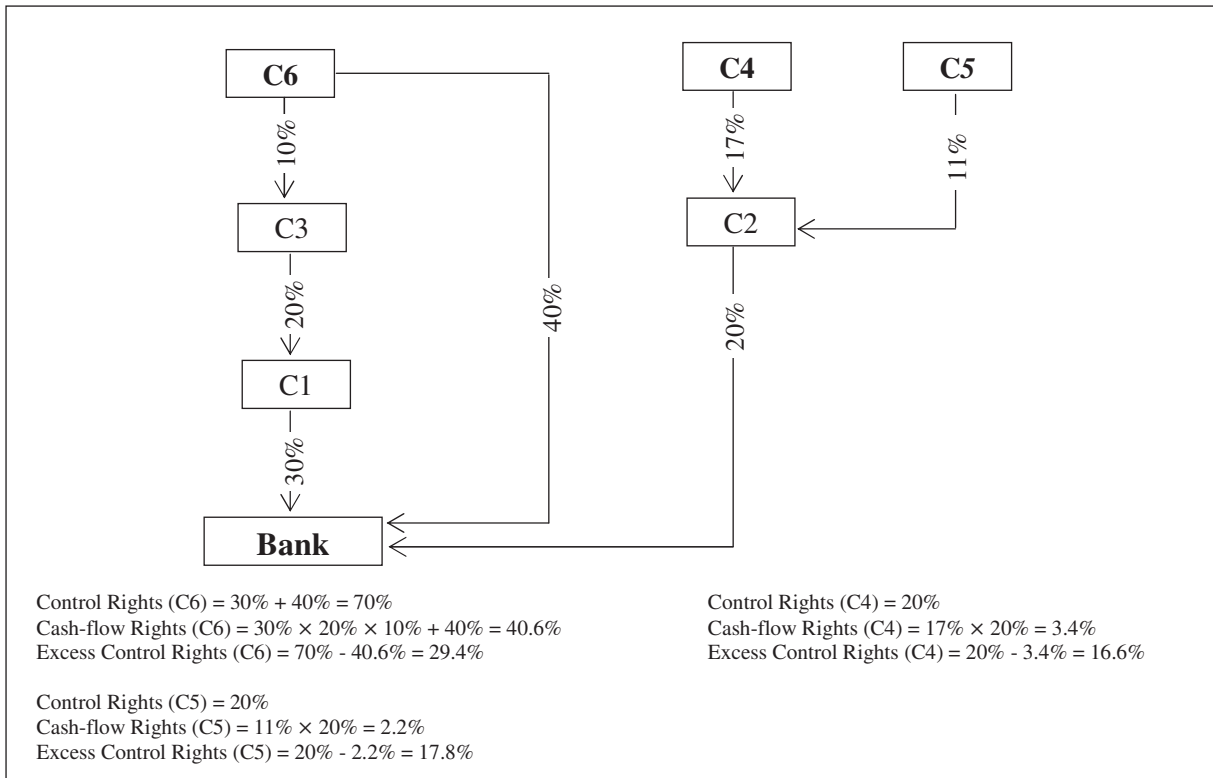 C6
C4
C5
10%
17%
11%
C3
C2
20%
40%
20%
C1
30%
Bank
Control Rights (C6) = 30% + 40% = 70%
Cash-flow Rights (C6) = 30% × 20% × 10% + 40% = 40.6%
Excess Control Rights (C6) = 70% - 40.6% = 29.4%
Control Rights (C4) = 20%
Cash-flow Rights (C4) = 17% × 20% = 3.4%
Excess Control Rights (C4) = 20% - 3.4% = 16.6%
Control Rights (C5) = 20%
Cash-flow Rights (C5) = 11% × 20% = 2.2%
Excess Control Rights (C5) = 20% - 2.2% = 17.8%